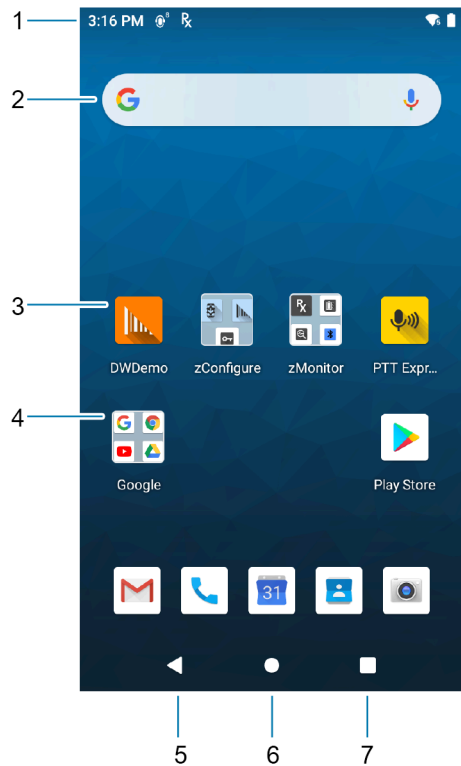 1
3:16 PM
2
3
DWDemo
zConfigure
zMonitor
PTT Expr...
4
Google
Play Store
31
5
6
7